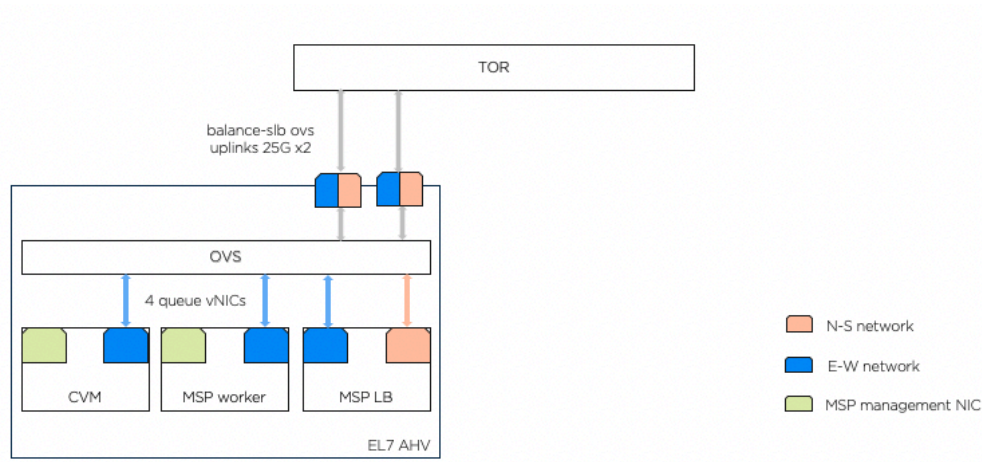 TOR
balance-slb ovs
uplinks 25G x2
OVS
4 queue vNICs
CVM
MSP worker
MSP LB
EL7 AHV
N-S network
E-W network
MSP management NIC